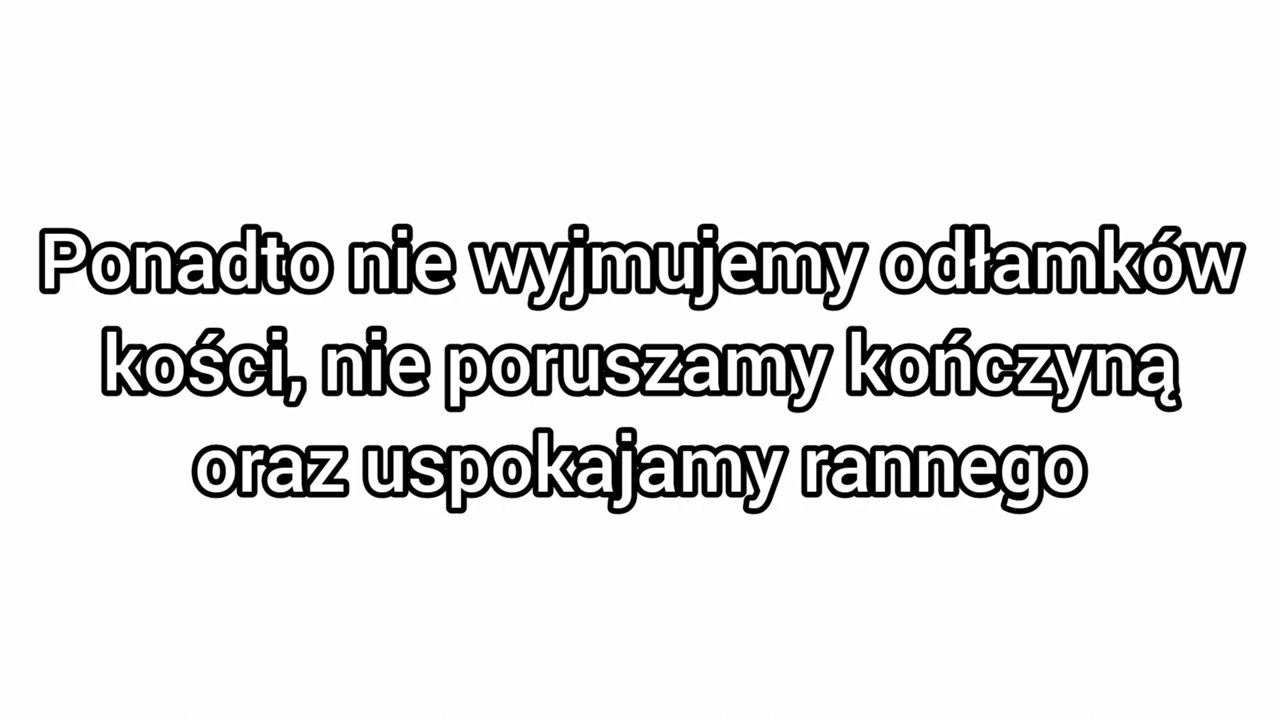 Ponadto nie wyjmujemy odłamków
kości, nie poruszamy kończyną
oraz uspokajamy rannego